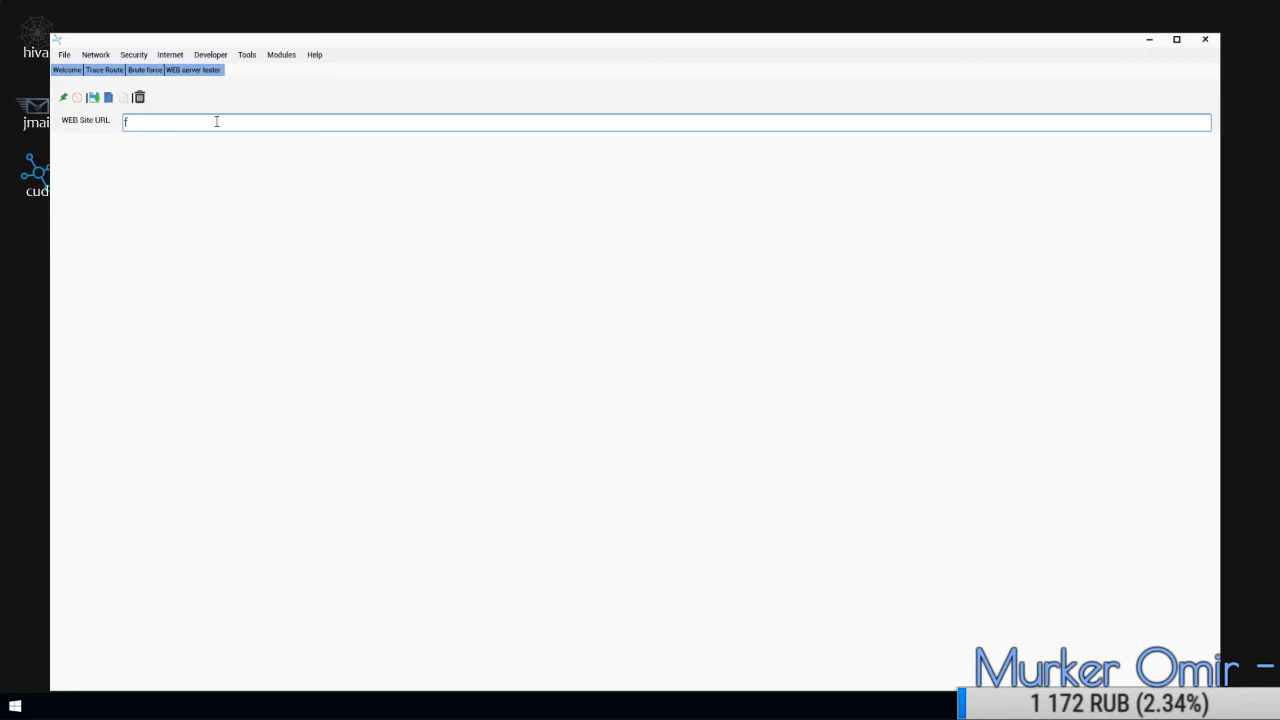 hiva
File Network Security Internet Developer Tools Modules Help
Welcome Trace Route Brute force WEB server tester
jmai
WEB Site URL f
cud
Murker Omir -
1 172 RUB (2.34%)